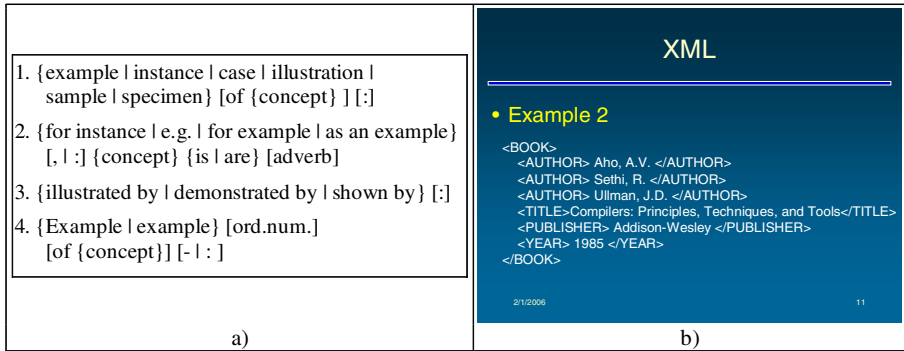 1. {example | instance | case | illustration |
sample | specimen} [of {concept} ] [:]
2. {for instance | e.g. | for example | as an example}
[, | :] {concept} {is | are} [adverb]
3. {illustrated by | demonstrated by | shown by} [:]
4. {Example | example} [ord.num.]
[of {concept}] [- | : ]
a)
XML
• Example 2
<BOOK>
<AUTHOR> Aho, A.V. </AUTHOR>
<AUTHOR> Sethi, R. </AUTHOR>
<AUTHOR> Ullman, J.D. </AUTHOR>
<TITLE>Compilers: Principles, Techniques, and Tools</TITLE>
<PUBLISHER> Addison-Wesley </PUBLISHER>
<YEAR> 1985 </YEAR>
</BOOK>
2/1/2006 11
b)